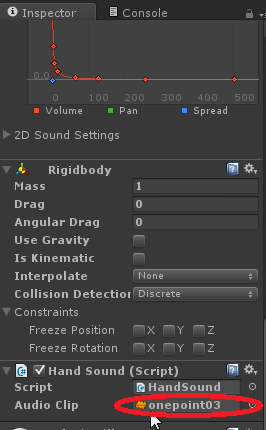 Inspector
Console
0.0
0 100 200 300 400 500
Volume Pan Spread
2D Sound Settings
Rigidbody
Mass 1
Drag 0
Angular Drag 0
Use Gravity
Is Kinematic
Interpolate None
Collision Detection Discrete
Constraints
Freeze Position X Y Z
Freeze Rotation X Y Z
Hand Sound (Script)
Script HandSound
Audio Clip onepoint03